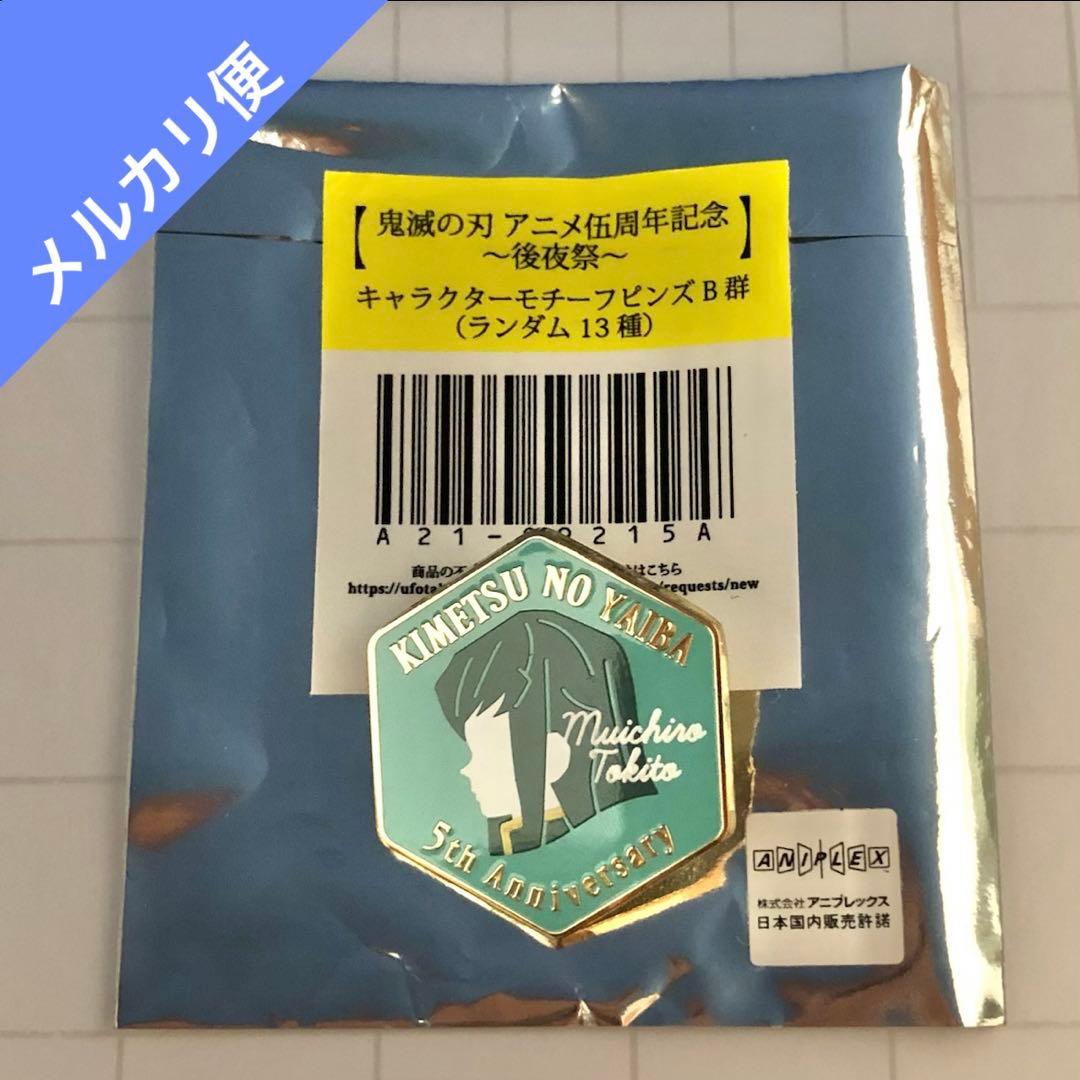 メルカリ便
【鬼滅の刃 アニメ伍周年記念
～後夜祭～】
キャラクターモチーフピンズ B 群
（ランダム 13 種）
A21- 215A
商品の不 はこちら
https://ufota /requests/new
KIMETSU NO YAIBA
Muichiro
Tokito
5th Anniversary
ANIPLEX
株式会社 アニプレックス
日本国内販売許諾